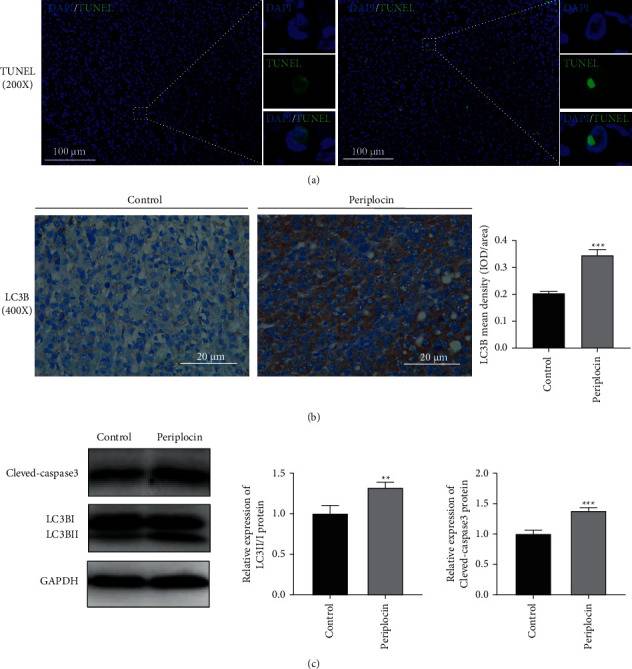 DAPI/TUNEL
DAPI
DAPI/TUNEL
DAPI
TUNEL
(200X)
TUNEL
TUNEL
DAPI/TUNEL
DAPI/TUNEL
100 μm
100 μm
(a)
Control
Periplocin
LC3B
(400X)
20 μm
20 μm
LC3B mean density (IOD/area)
0.4
0.3
0.2
0.1
0.0
***
Control
Periplocin
(b)
Control
Periplocin
Cleved-caspase3
LC3BI
LC3BII
GAPDH
Relative expression of
LC3II/I protein
1.5
1.0
0.5
0.0
**
Control
Periplocin
Relative expression of
Cleved-caspase3 protein
2.0
1.5
1.0
0.5
0.0
***
Control
Periplocin
(c)